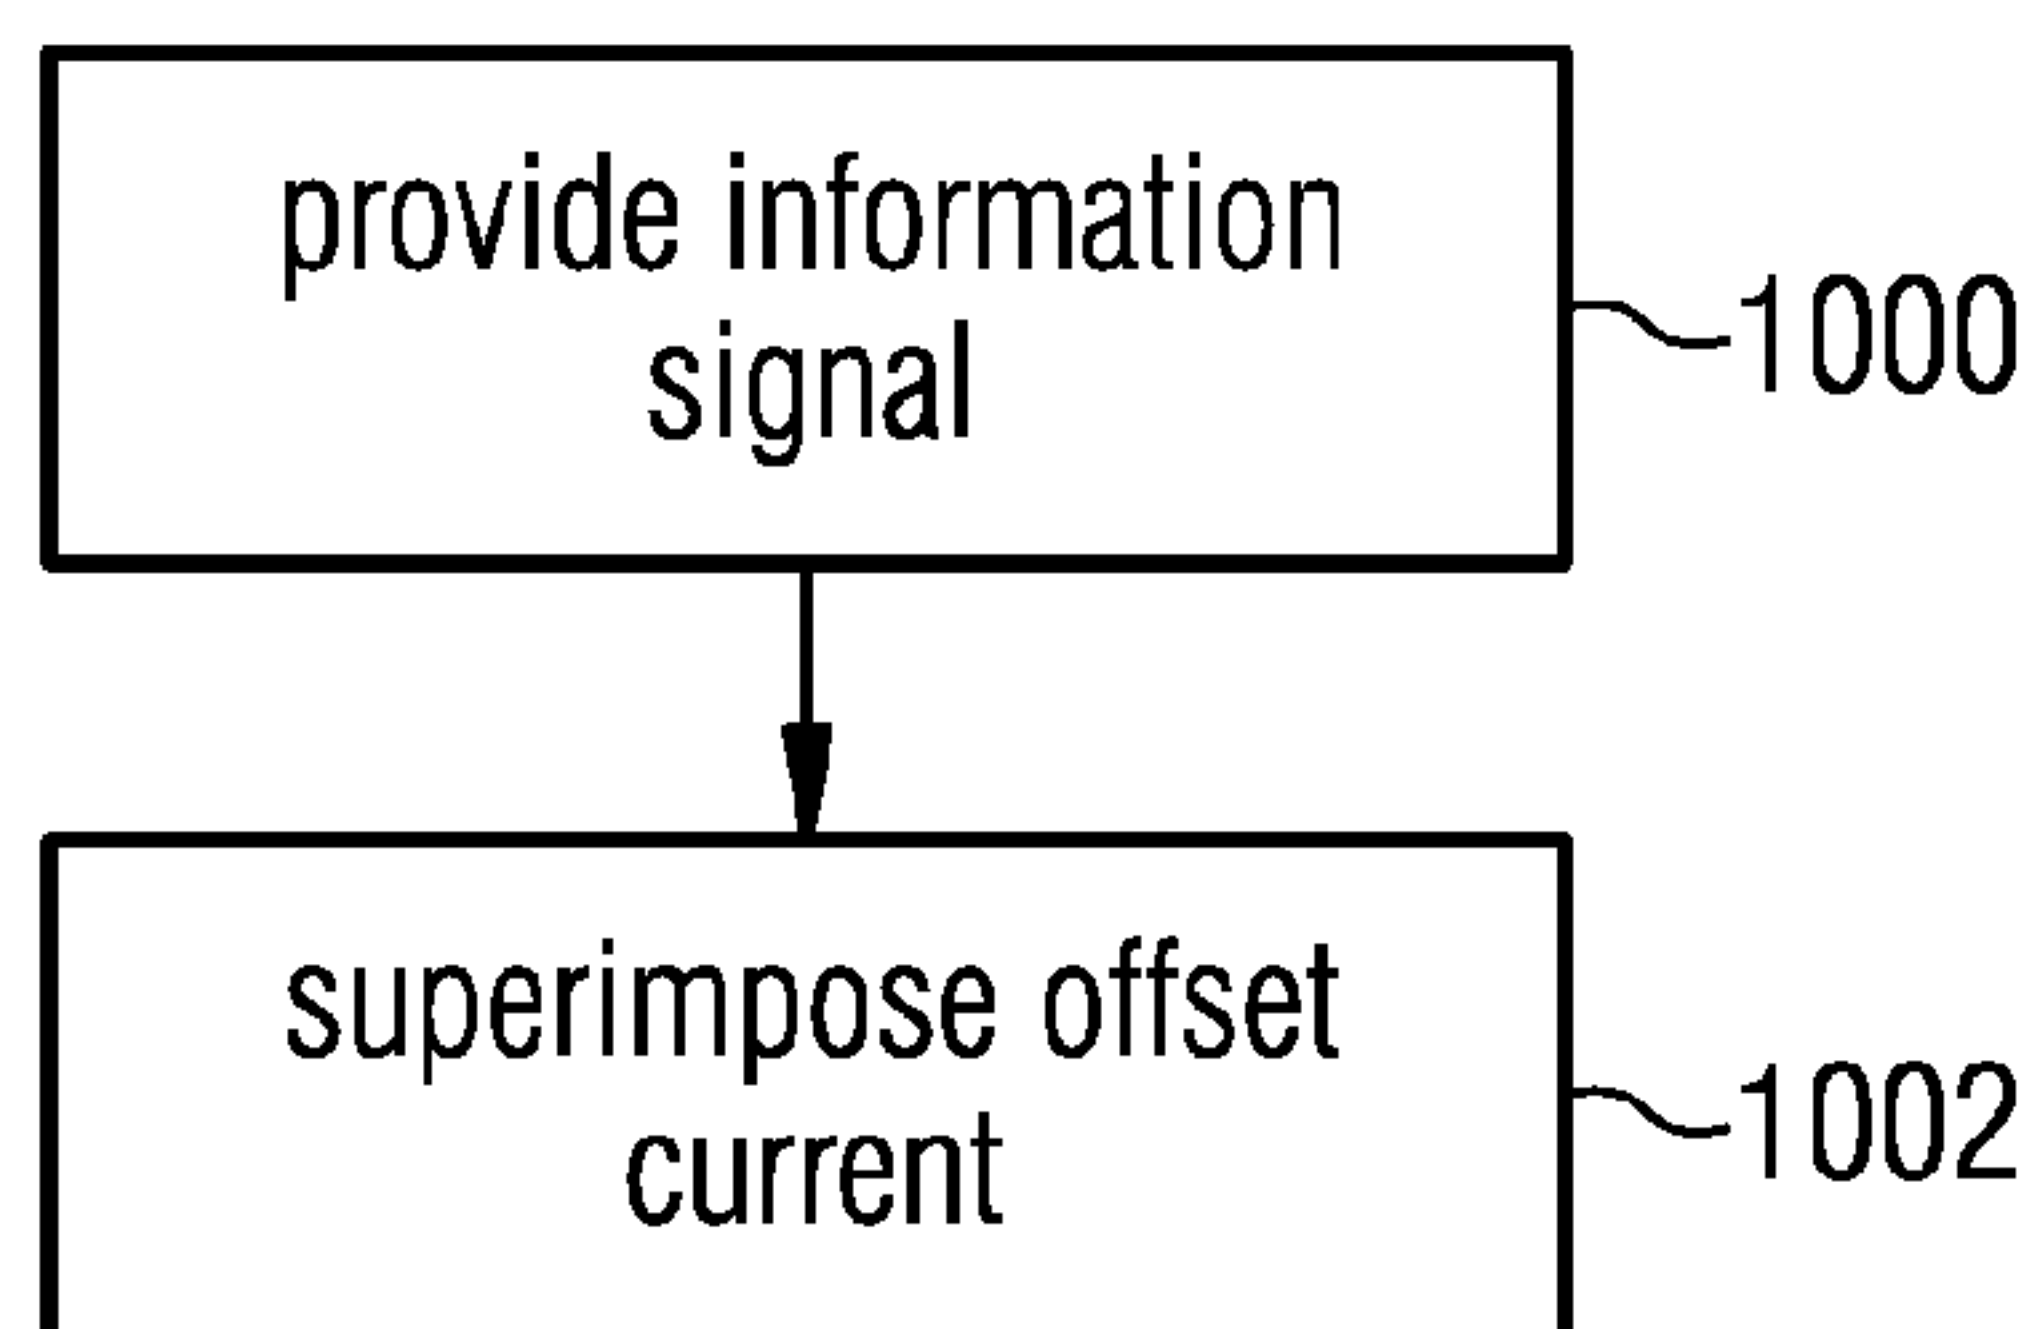 provide information
signal
1000
superimpose offset
current
1002